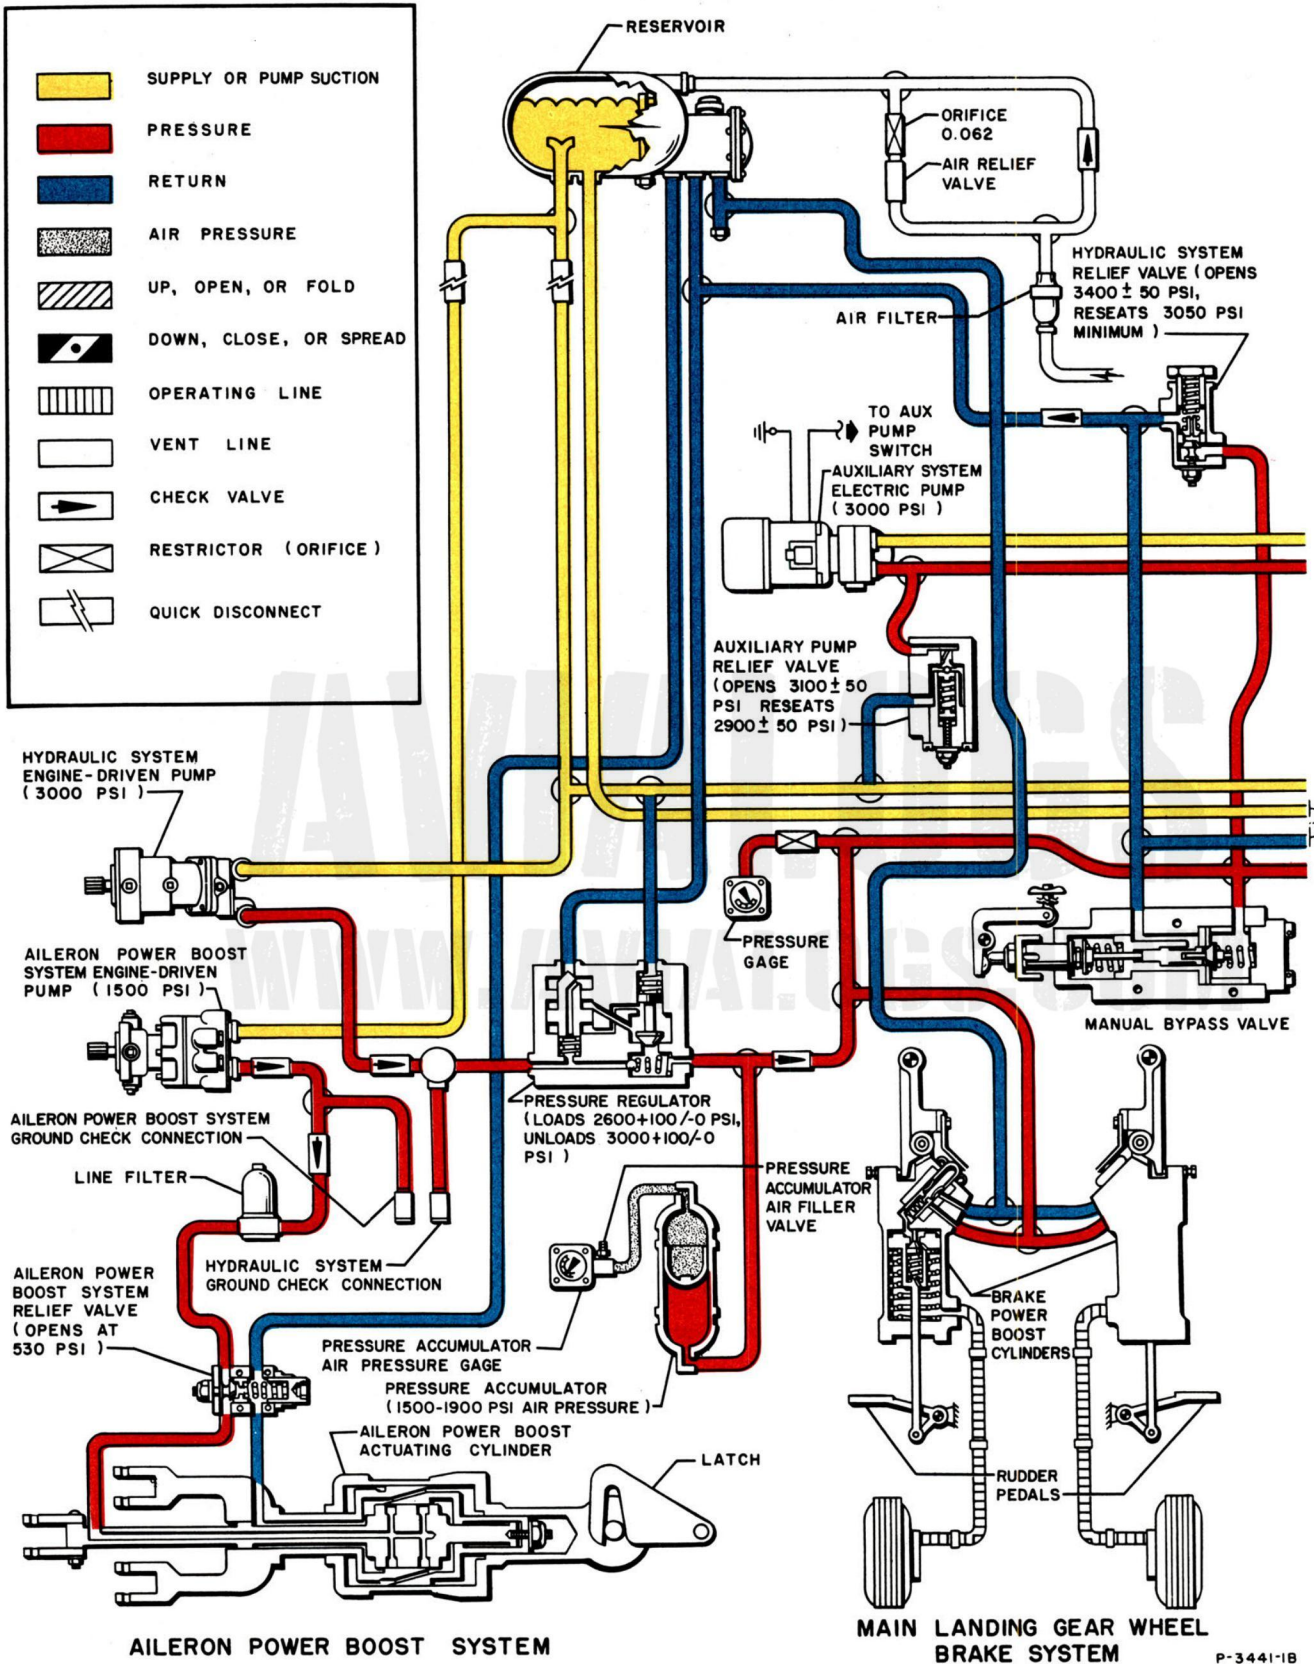 RESERVOIR
SUPPLY OR PUMP SUCTION
PRESSURE
RETURN
AIR PRESSURE
UP, OPEN, OR FOLD
DOWN, CLOSE, OR SPREAD
OPERATING LINE
VENT LINE
CHECK VALVE
RESTRICTOR (ORIFICE)
QUICK DISCONNECT
ORIFICE
0.062
AIR RELIEF
VALVE
HYDRAULIC SYSTEM
RELIEF VALVE (OPENS
3400 ± 50 PSI,
RESEATS 3050 PSI
MINIMUM)
AIR FILTER
TO AUX
PUMP
SWITCH
AUXILIARY SYSTEM
ELECTRIC PUMP
(3000 PSI)
AUXILIARY PUMP
RELIEF VALVE
(OPENS 3100 ± 50
PSI RESEATS
2900 ± 50 PSI)
HYDRAULIC SYSTEM
ENGINE-DRIVEN PUMP
(3000 PSI)
AILERON POWER BOOST
SYSTEM ENGINE-DRIVEN
PUMP (1500 PSI)
PRESSURE
GAGE
MANUAL BYPASS VALVE
PRESSURE REGULATOR
(LOADS 2600+100/-0 PSI,
UNLOADS 3000+100/-0
PSI)
AILERON POWER BOOST SYSTEM
GROUND CHECK CONNECTION
LINE FILTER
PRESSURE
ACCUMULATOR
AIR FILLER
VALVE
HYDRAULIC SYSTEM
GROUND CHECK CONNECTION
AILERON POWER
BOOST SYSTEM
RELIEF VALVE
(OPENS AT
530 PSI)
BRAKE
POWER
BOOST
CYLINDERS
PRESSURE ACCUMULATOR
AIR PRESSURE GAGE
PRESSURE ACCUMULATOR
(1500-1900 PSI AIR PRESSURE)
AILERON POWER BOOST
ACTUATING CYLINDER
LATCH
RUDDER
PEDALS
AILERON POWER BOOST SYSTEM
MAIN LANDING GEAR WHEEL
BRAKE SYSTEM
P-3441-1B
AVIALOGS
WWW.AVIALOGS.COM